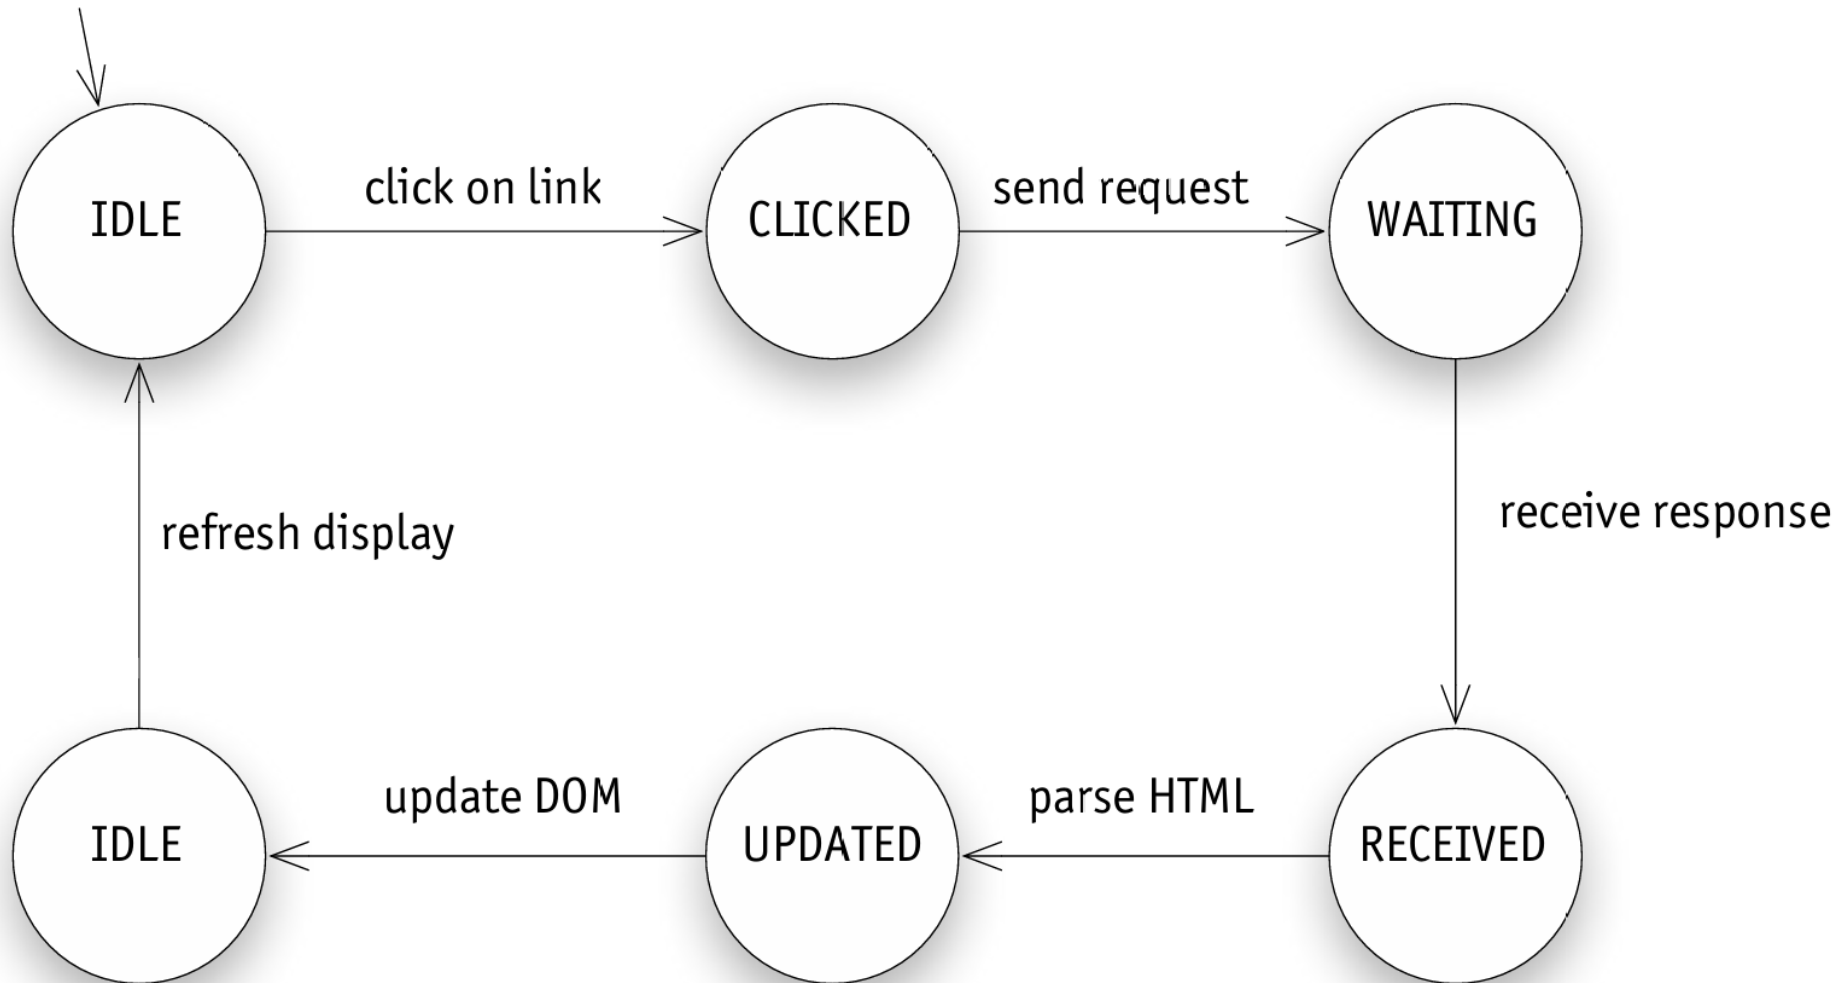 click on link
send request
IDLE
CLICKED
WAITING
receive response
refresh display
update DOM
parse HTML
IDLE
UPDATED
RECEIVED